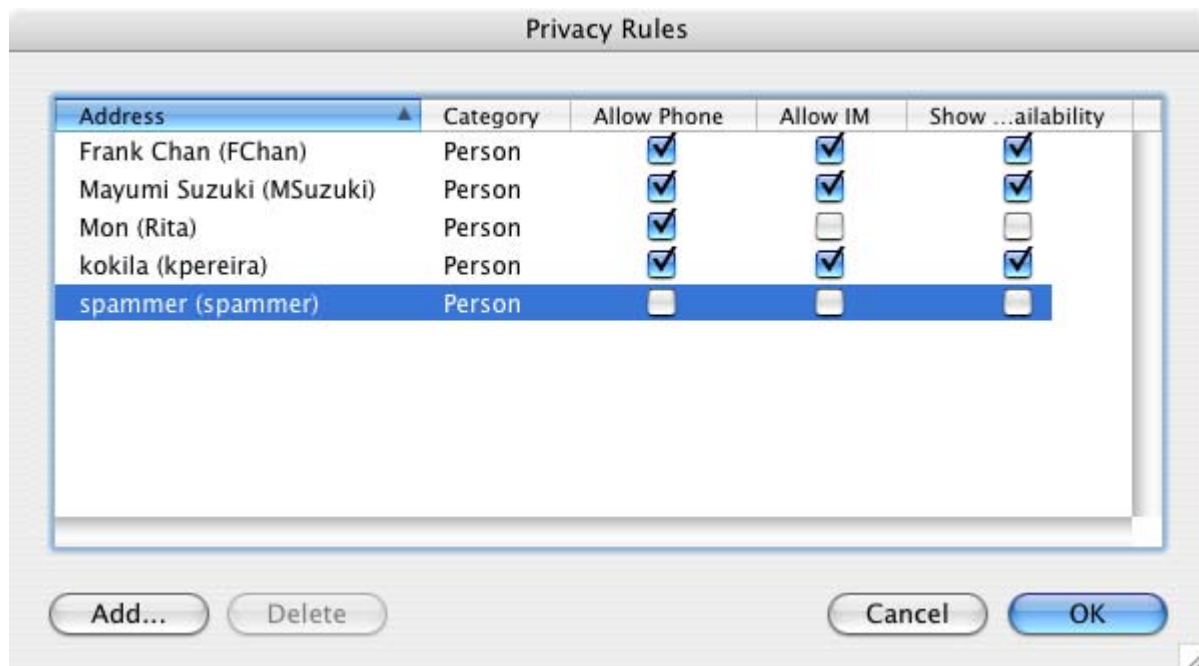 Privacy Rules
Address Category Allow Phone Allow IM Show ...ailability
Frank Chan (FChan) Person
Mayumi Suzuki (MSuzuki) Person
Mon (Rita) Person
kokila (kpereira) Person
spammer (spammer) Person
Add... Delete Cancel OK